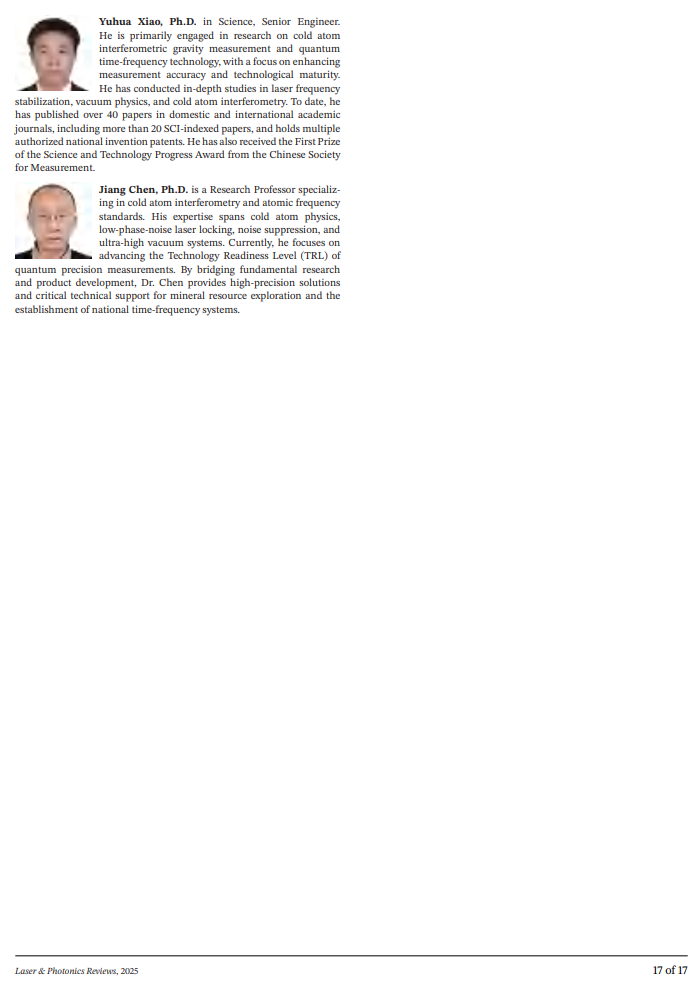 Yuhua Xiao, Ph.D. in Science, Senior Engineer.
He is primarily engaged in research on cold atom
interferometric gravity measurement and quantum
time-frequency technology, with a focus on enhancing
measurement accuracy and technological maturity.
He has conducted in-depth studies in laser frequency
stabilization, vacuum physics, and cold atom interferometry. To date, he
has published over 40 papers in domestic and international academic
journals, including more than 20 SCI-indexed papers, and holds multiple
authorized national invention patents. He has also received the First Prize
of the Science and Technology Progress Award from the Chinese Society
for Measurement.
Jiang Chen, Ph.D. is a Research Professor specializ-
ing in cold atom interferometry and atomic frequency
standards. His expertise spans cold atom physics,
low-phase-noise laser locking, noise suppression, and
ultra-high vacuum systems. Currently, he focuses on
advancing the Technology Readiness Level (TRL) of
quantum precision measurements. By bridging fundamental research
and product development, Dr. Chen provides high-precision solutions
and critical technical support for mineral resource exploration and the
establishment of national time-frequency systems.
Laser & Photonics Reviews, 2025
17 of 17